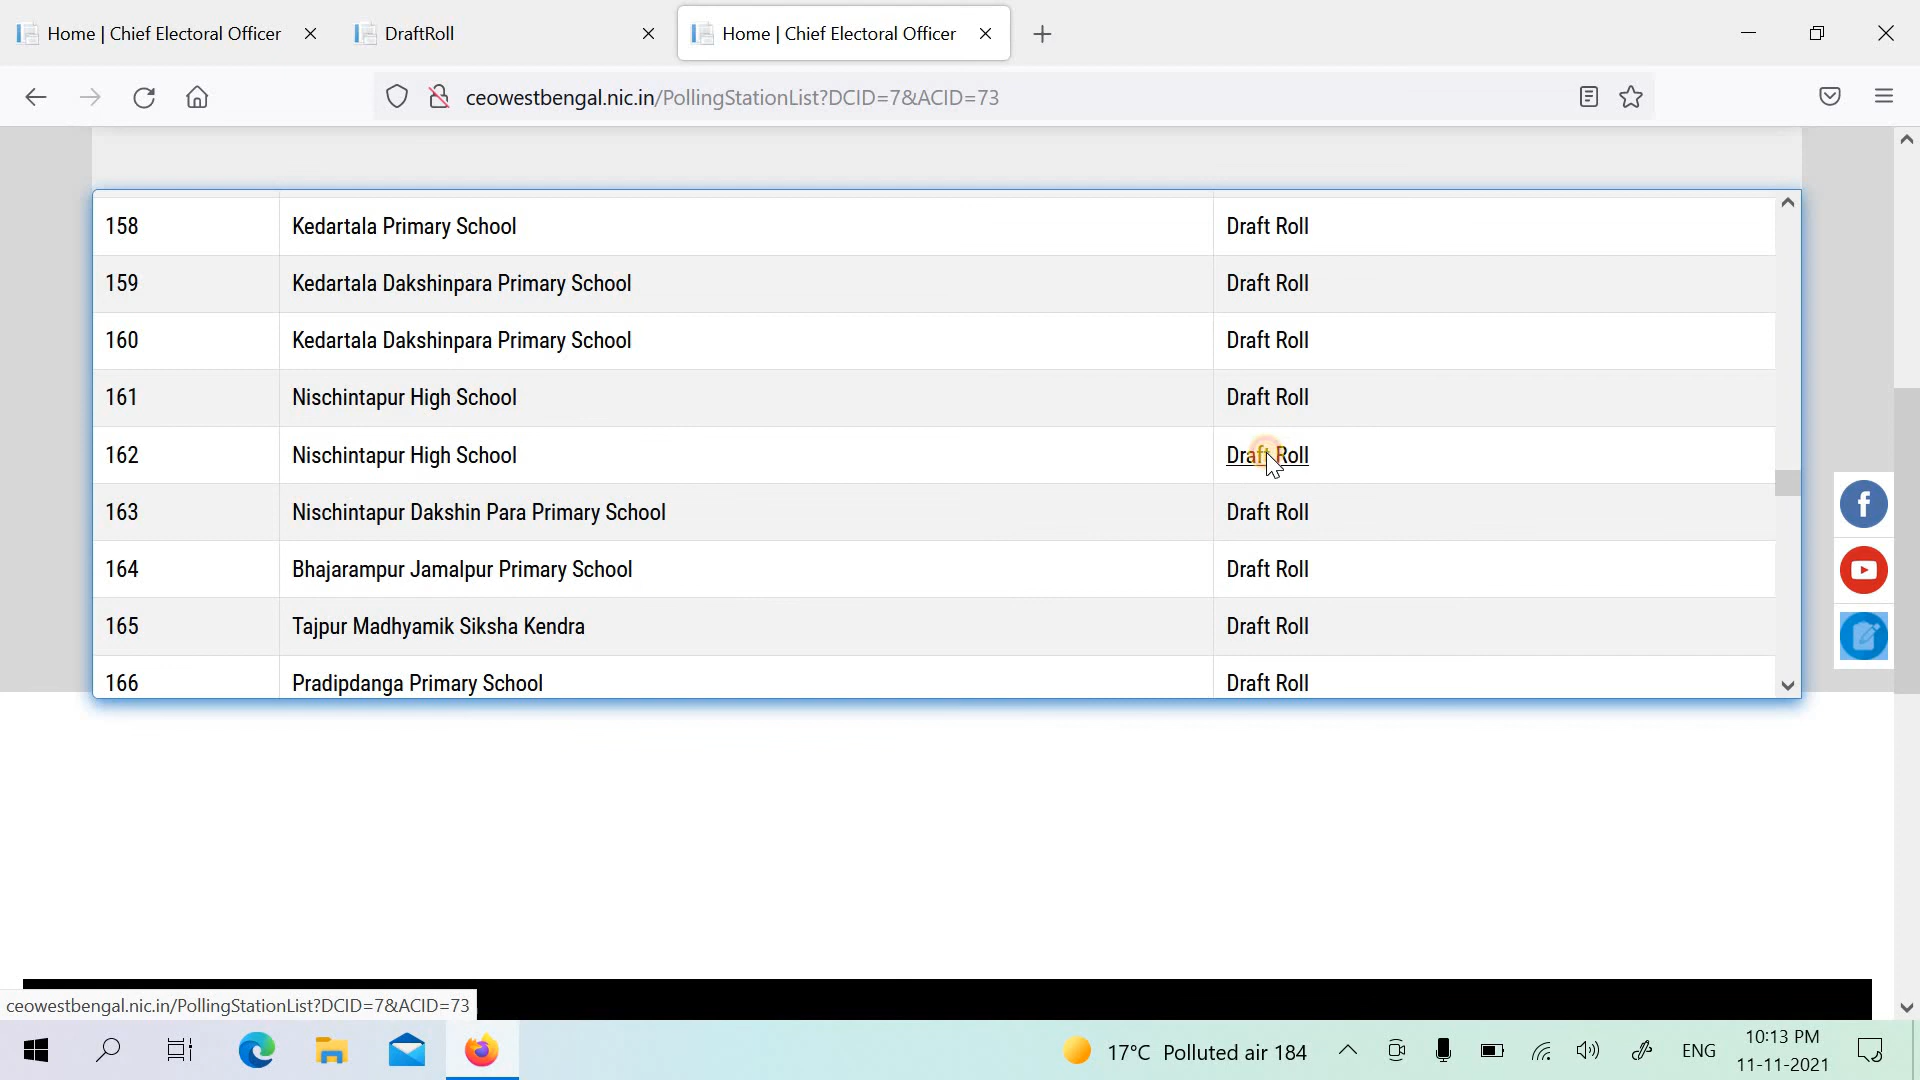 Home | Chief Electoral Officer
DraftRoll
Home | Chief Electoral Officer
ceowestbengal.nic.in/PollingStationList?DCID=7&ACID=73
158 Kedartala Primary School Draft Roll
159 Kedartala Dakshinpara Primary School Draft Roll
160 Kedartala Dakshinpara Primary School Draft Roll
161 Nischintapur High School Draft Roll
162 Nischintapur High School Draft Roll
163 Nischintapur Dakshin Para Primary School Draft Roll
164 Bhajarampur Jamalpur Primary School Draft Roll
165 Tajpur Madhyamik Siksha Kendra Draft Roll
166 Pradipdanga Primary School Draft Roll
ceowestbengal.nic.in/PollingStationList?DCID=7&ACID=73
17°C Polluted air 184
ENG
10:13 PM
11-11-2021